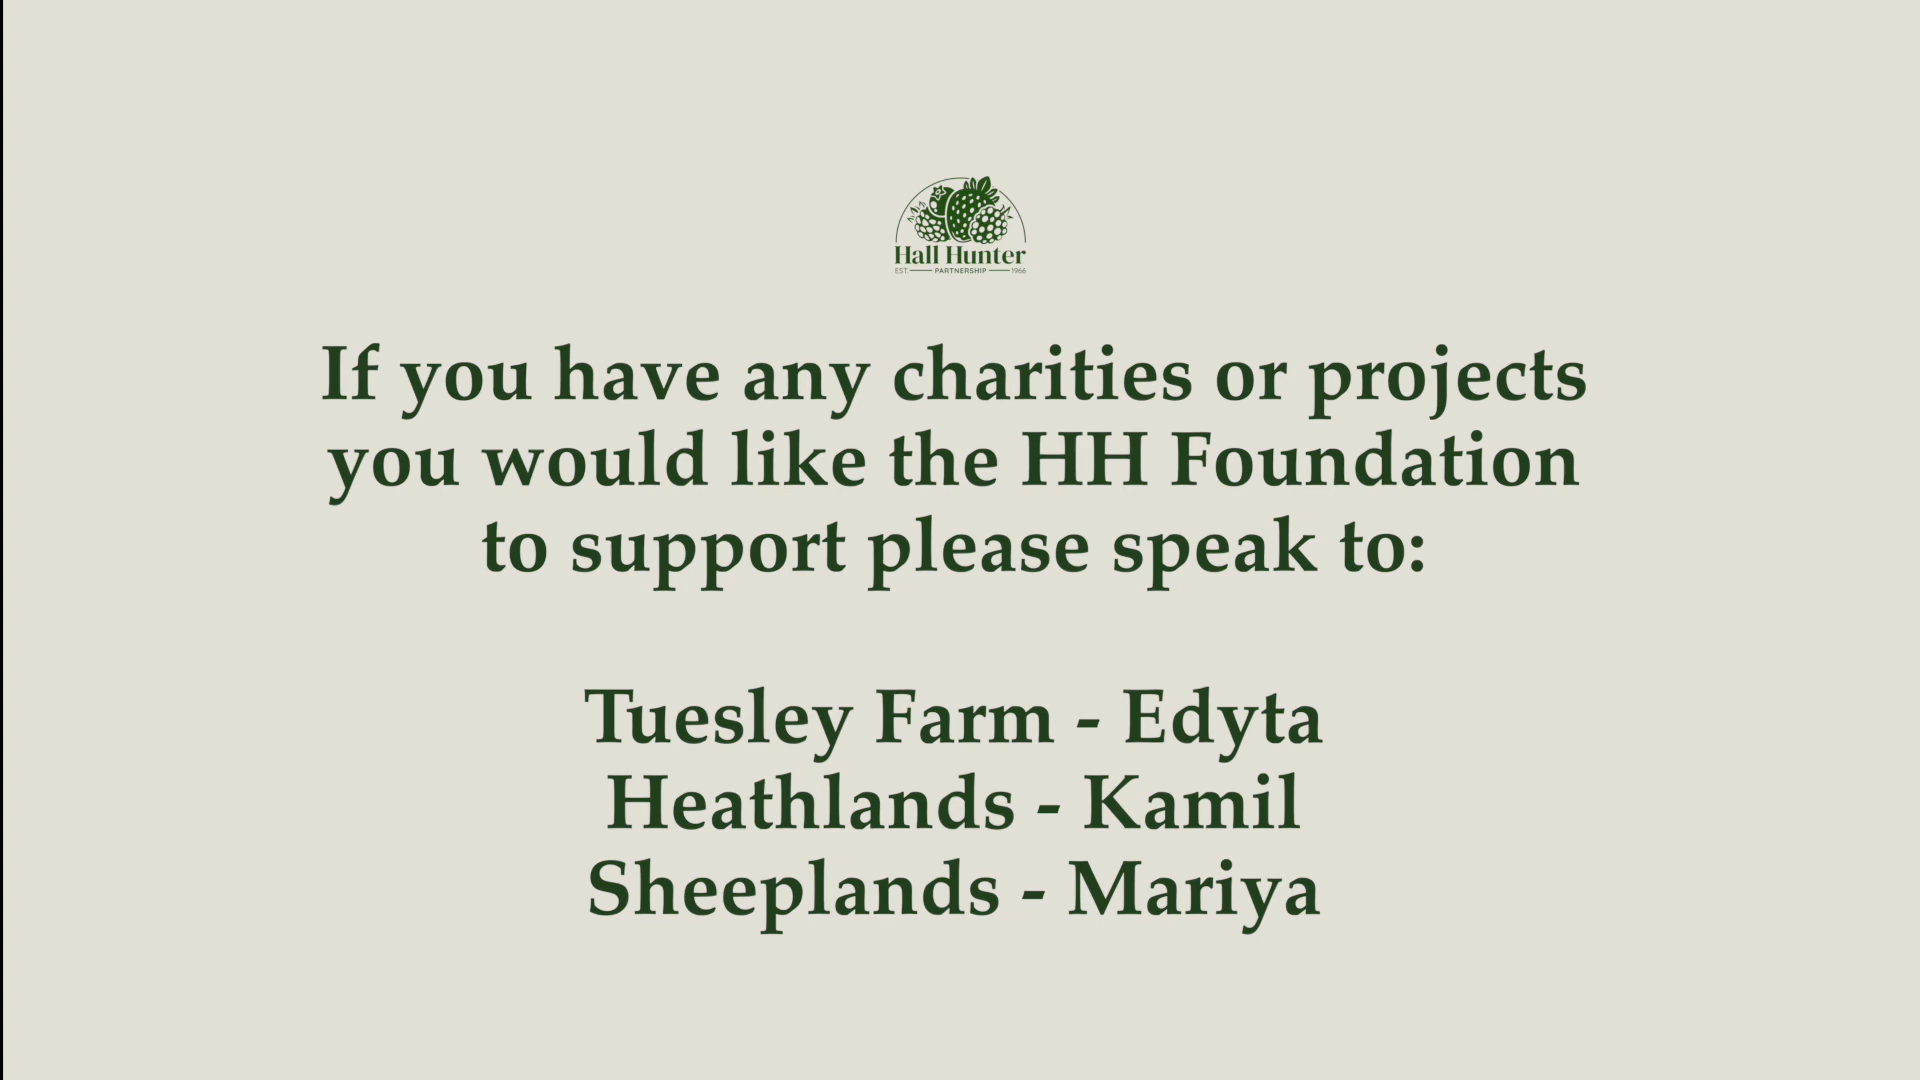 Hall Hunter
EST. PARTNERSHIP 1966
If you have any charities or projects
you would like the HH Foundation
to support please speak to:
Tuesley Farm - Edyta
Heathlands - Kamil
Sheeplands - Mariya